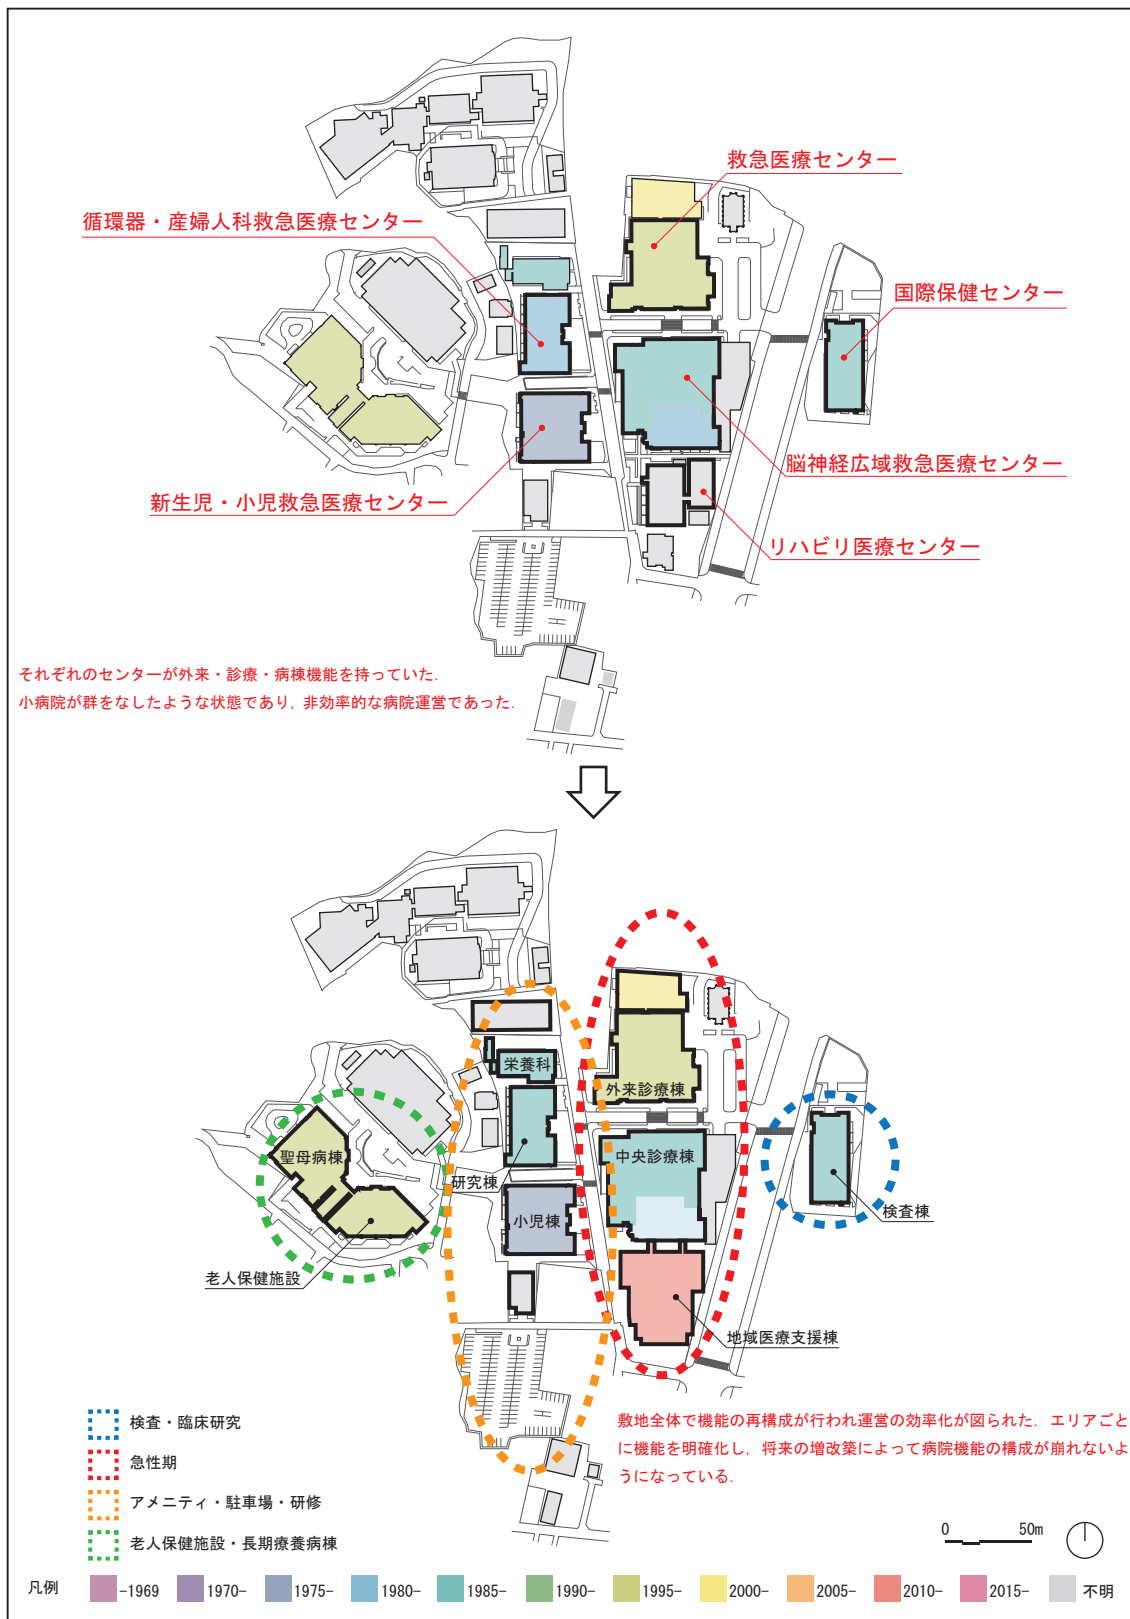 救急医療センター
循環器・産婦人科救急医療センター
国際保健センター
脳神経広域救急医療センター
新生児・小児救急医療センター
リハビリ医療センター
それぞれのセンターが外来・診療・病棟機能を持っていた.
小病院が群をなしたような状態であり, 非効率的な病院運営であった.
栄養科
外来診療棟
聖母病棟
中央診療棟
研究棟
検査棟
小児棟
老人保健施設
地域医療支援棟
検査・臨床研究
急性期
アメニティ・駐車場・研修
老人保健施設・長期療養病棟
敷地全体で機能の再構成が行われ運営の効率化が図られた. エリアごと
に機能を明確化し, 将来の増改築によって病院機能の構成が崩れないよ
うになっている.
0 50m
凡例 -1969 1970- 1975- 1980- 1985- 1990- 1995- 2000- 2005- 2010- 2015- 不明